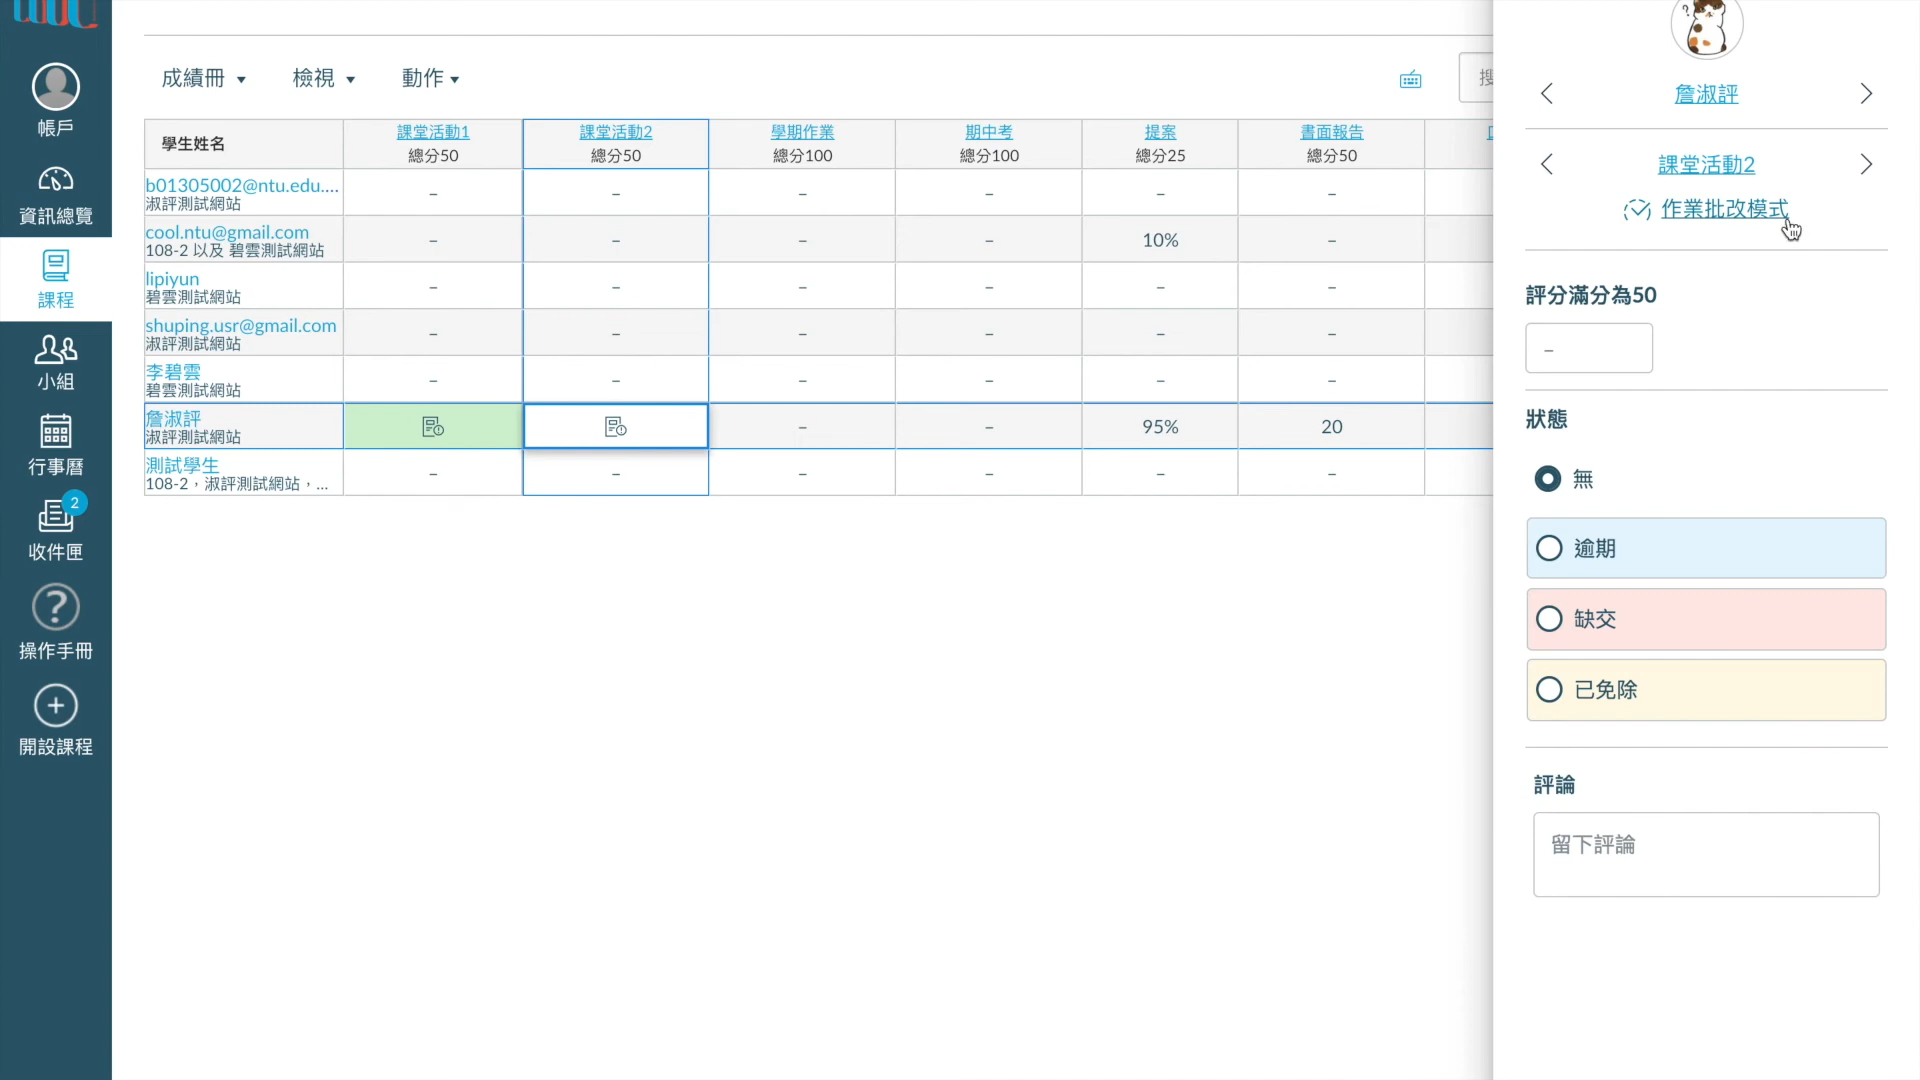 帳戶
資訊總覽
課程
小組
行事曆
2
收件匣
?
操作手冊
開設課程
成績冊 檢視 動作
學生姓名 課堂活動1 課堂活動2 學期作業 期中考 提案 書面報告
總分50 總分50 總分100 總分100 總分25 總分50
b01305002@ntu.edu.... – – – – – –
淑評測試網站
cool.ntu@gmail.com – – – – 10% –
108-2 以及 碧雲測試網站
lipiyun – – – – – –
碧雲測試網站
shuping.usr@gmail.com – – – – – –
淑評測試網站
李碧雲 – – – – – –
碧雲測試網站
詹淑評 – – 95% 20
淑評測試網站
測試學生 – – – – – –
108-2，淑評測試網站，...
詹淑評
課堂活動2
作業批改模式
評分滿分為50
–
狀態
無
逾期
缺交
已免除
評論
留下評論